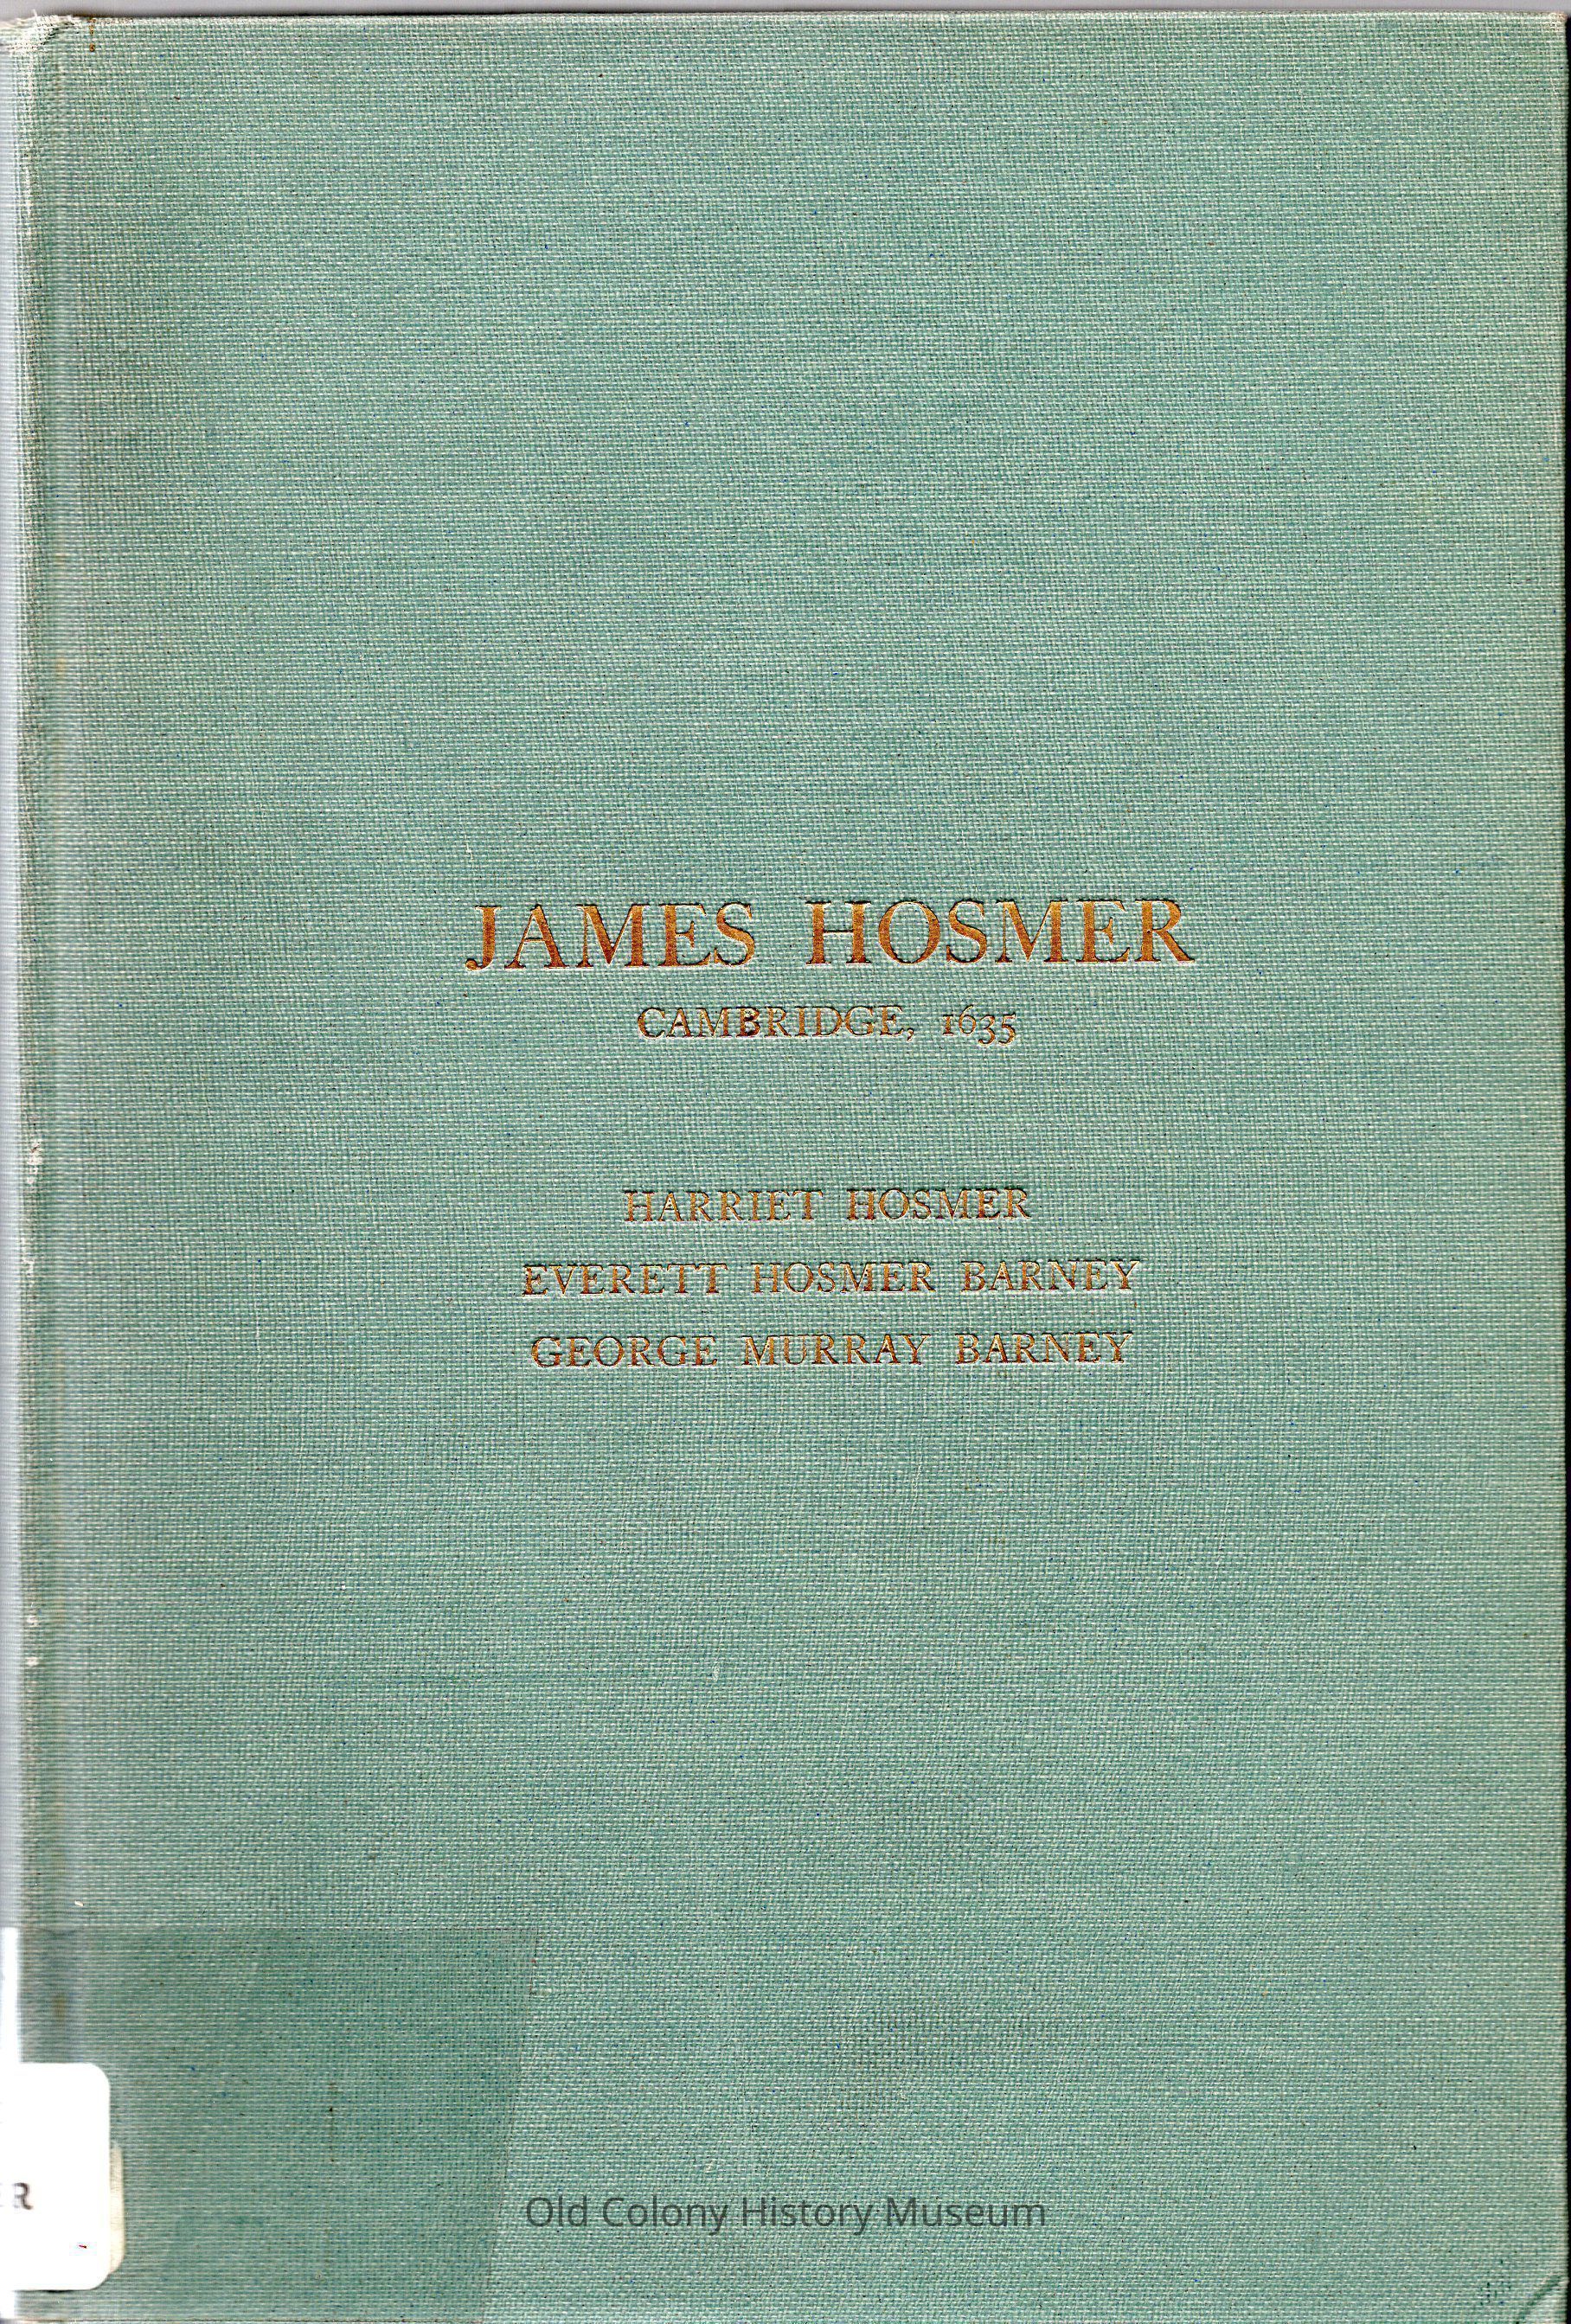 JAMES HOSMER
CAMBRIDGE, 1635
HARRIET HOSMER
EVERETT HOSMER BARNEY
GEORGE MURRAY BARNEY
R
Old Colony History Museum